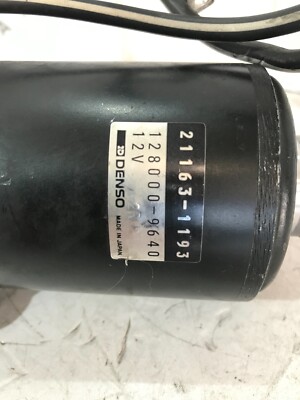 21163-1193
128000-9640
12V
DENSO MADE IN JAPAN